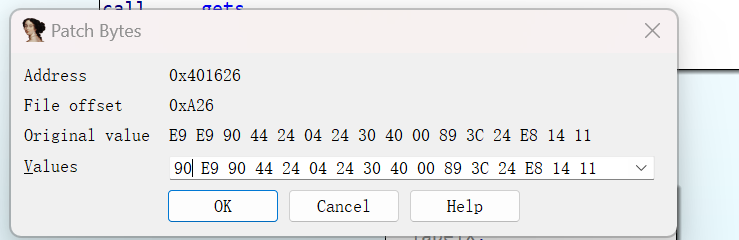 call _gets
Patch Bytes
Address 0x401626
File offset 0xA26
Original value E9 E9 90 44 24 04 24 30 40 00 89 3C 24 E8 14 11
Values 90 E9 90 44 24 04 24 30 40 00 89 3C 24 E8 14 11
OK Cancel Help